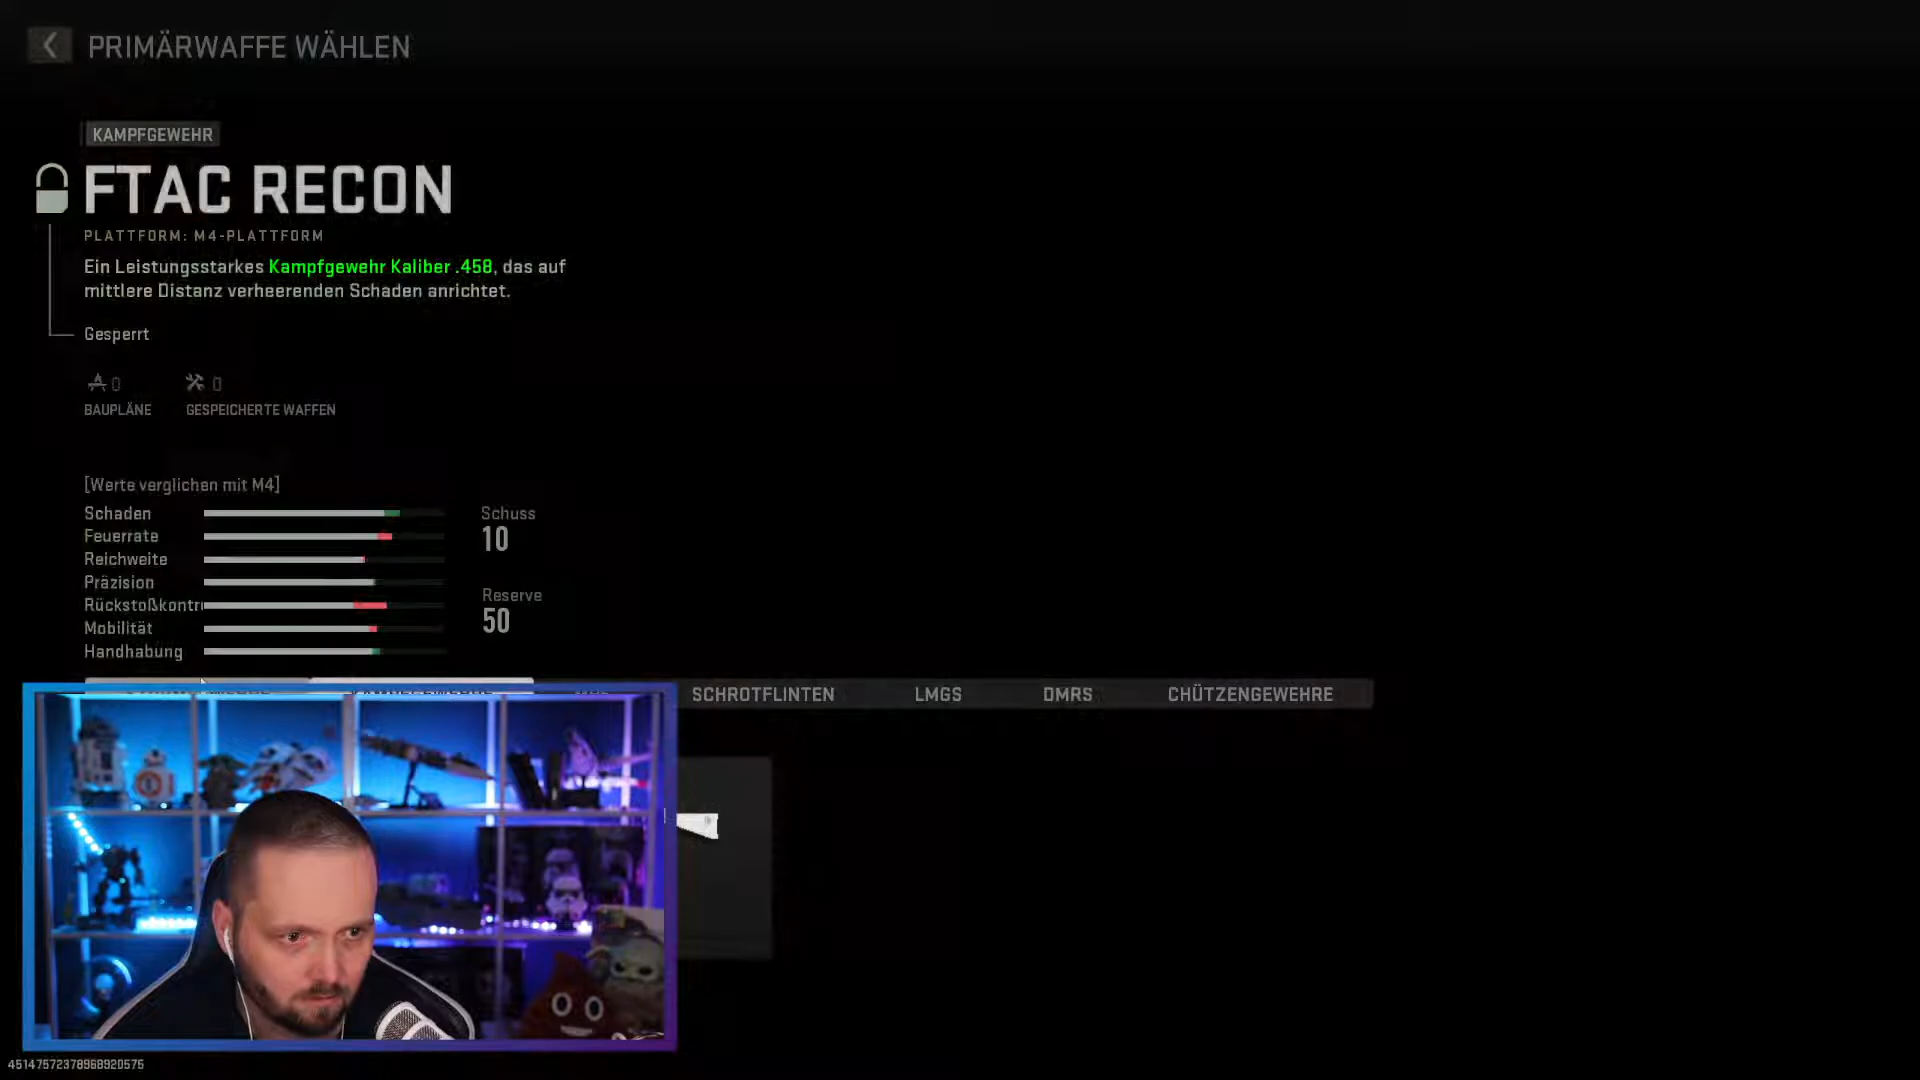 PRIMÄRWAFFE WÄHLEN
KAMPFGEWEHR
FTAC RECON
PLATTFORM: M4-PLATTFORM
Ein Leistungsstarkes Kampfgewehr Kaliber .458, das auf
mittlere Distanz verheerenden Schaden anrichtet.
Gesperrt
0
0
BAUPLÄNE
GESPEICHERTE WAFFEN
[Werte verglichen mit M4]
Schaden
Feuerrate
Reichweite
Präzision
Rückstoßkontr
Mobilität
Handhabung
Schuss
10
Reserve
50
SCHROTFLINTEN
LMGS
DMRS
CHÜTZENGEWEHRE
45147572378968920575